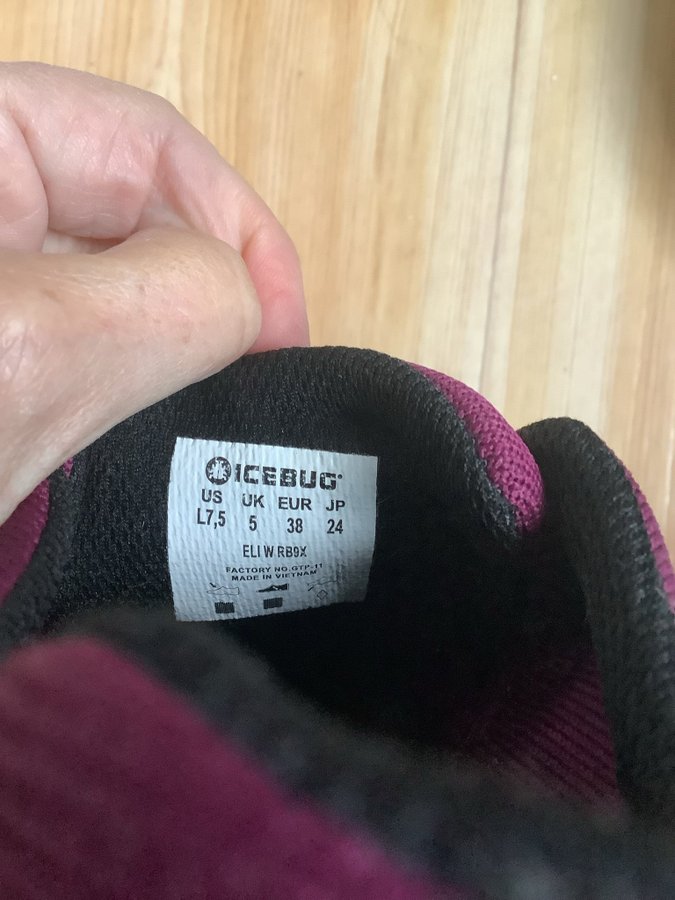 ICEBUG
US UK EUR JP
L7,5 5 38 24
ELI W RB9X
FACTORY NO.GTP-11
MADE IN VIETNAM